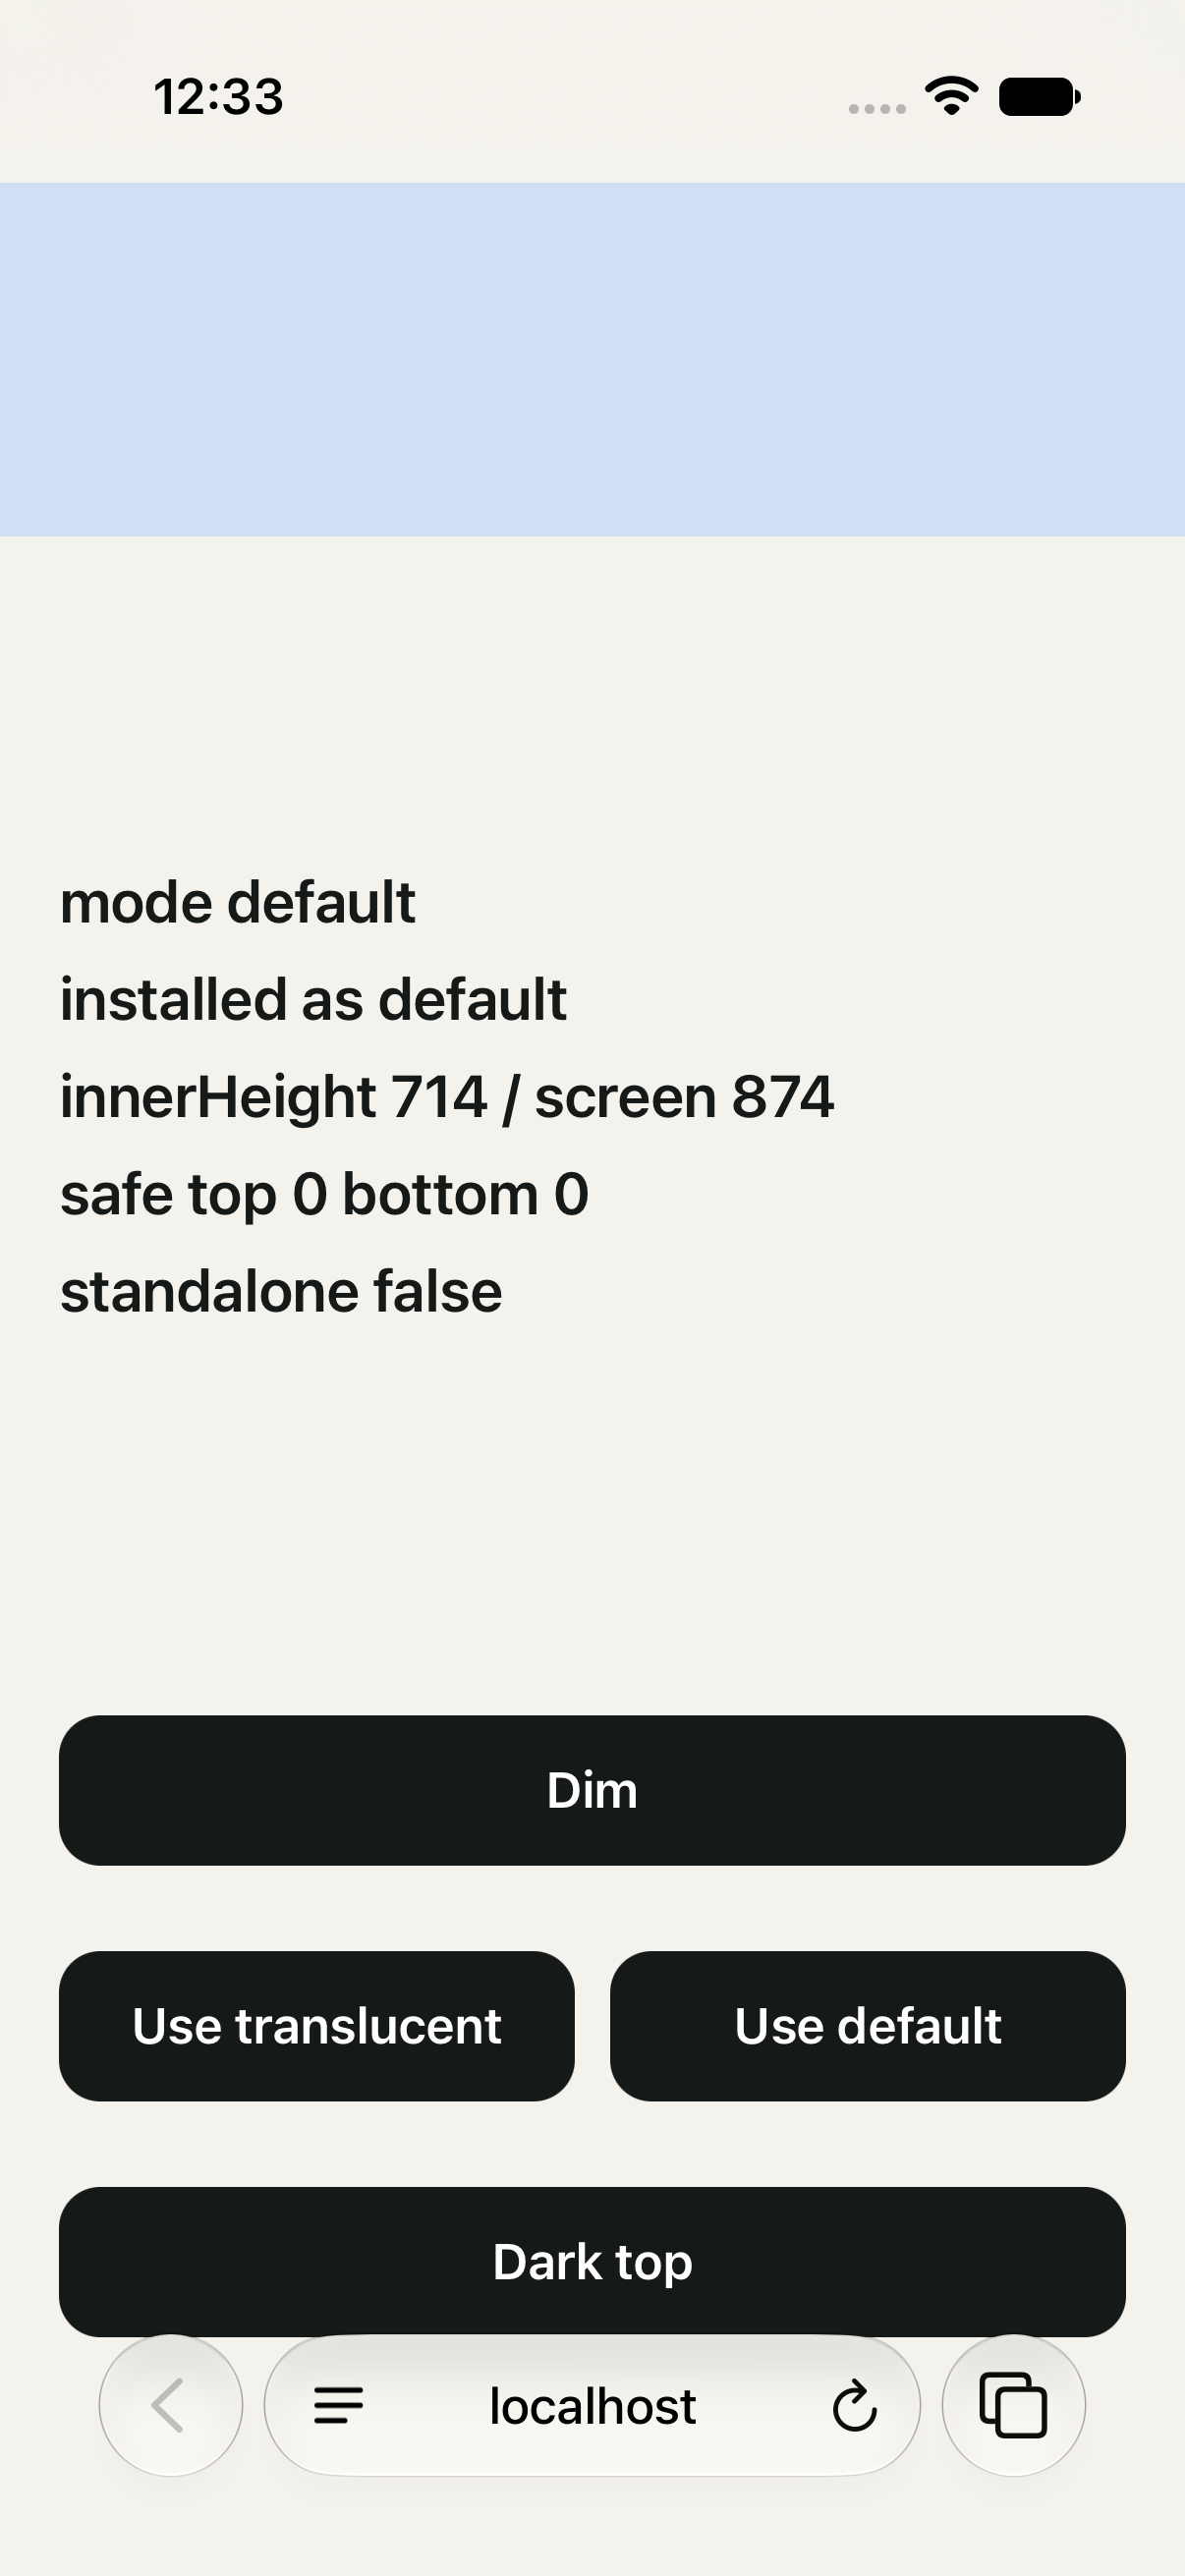 12:33
mode default
installed as default
innerHeight 714 / screen 874
safe top 0 bottom 0
standalone false
Dim
Use translucent
Use default
Dark top
localhost